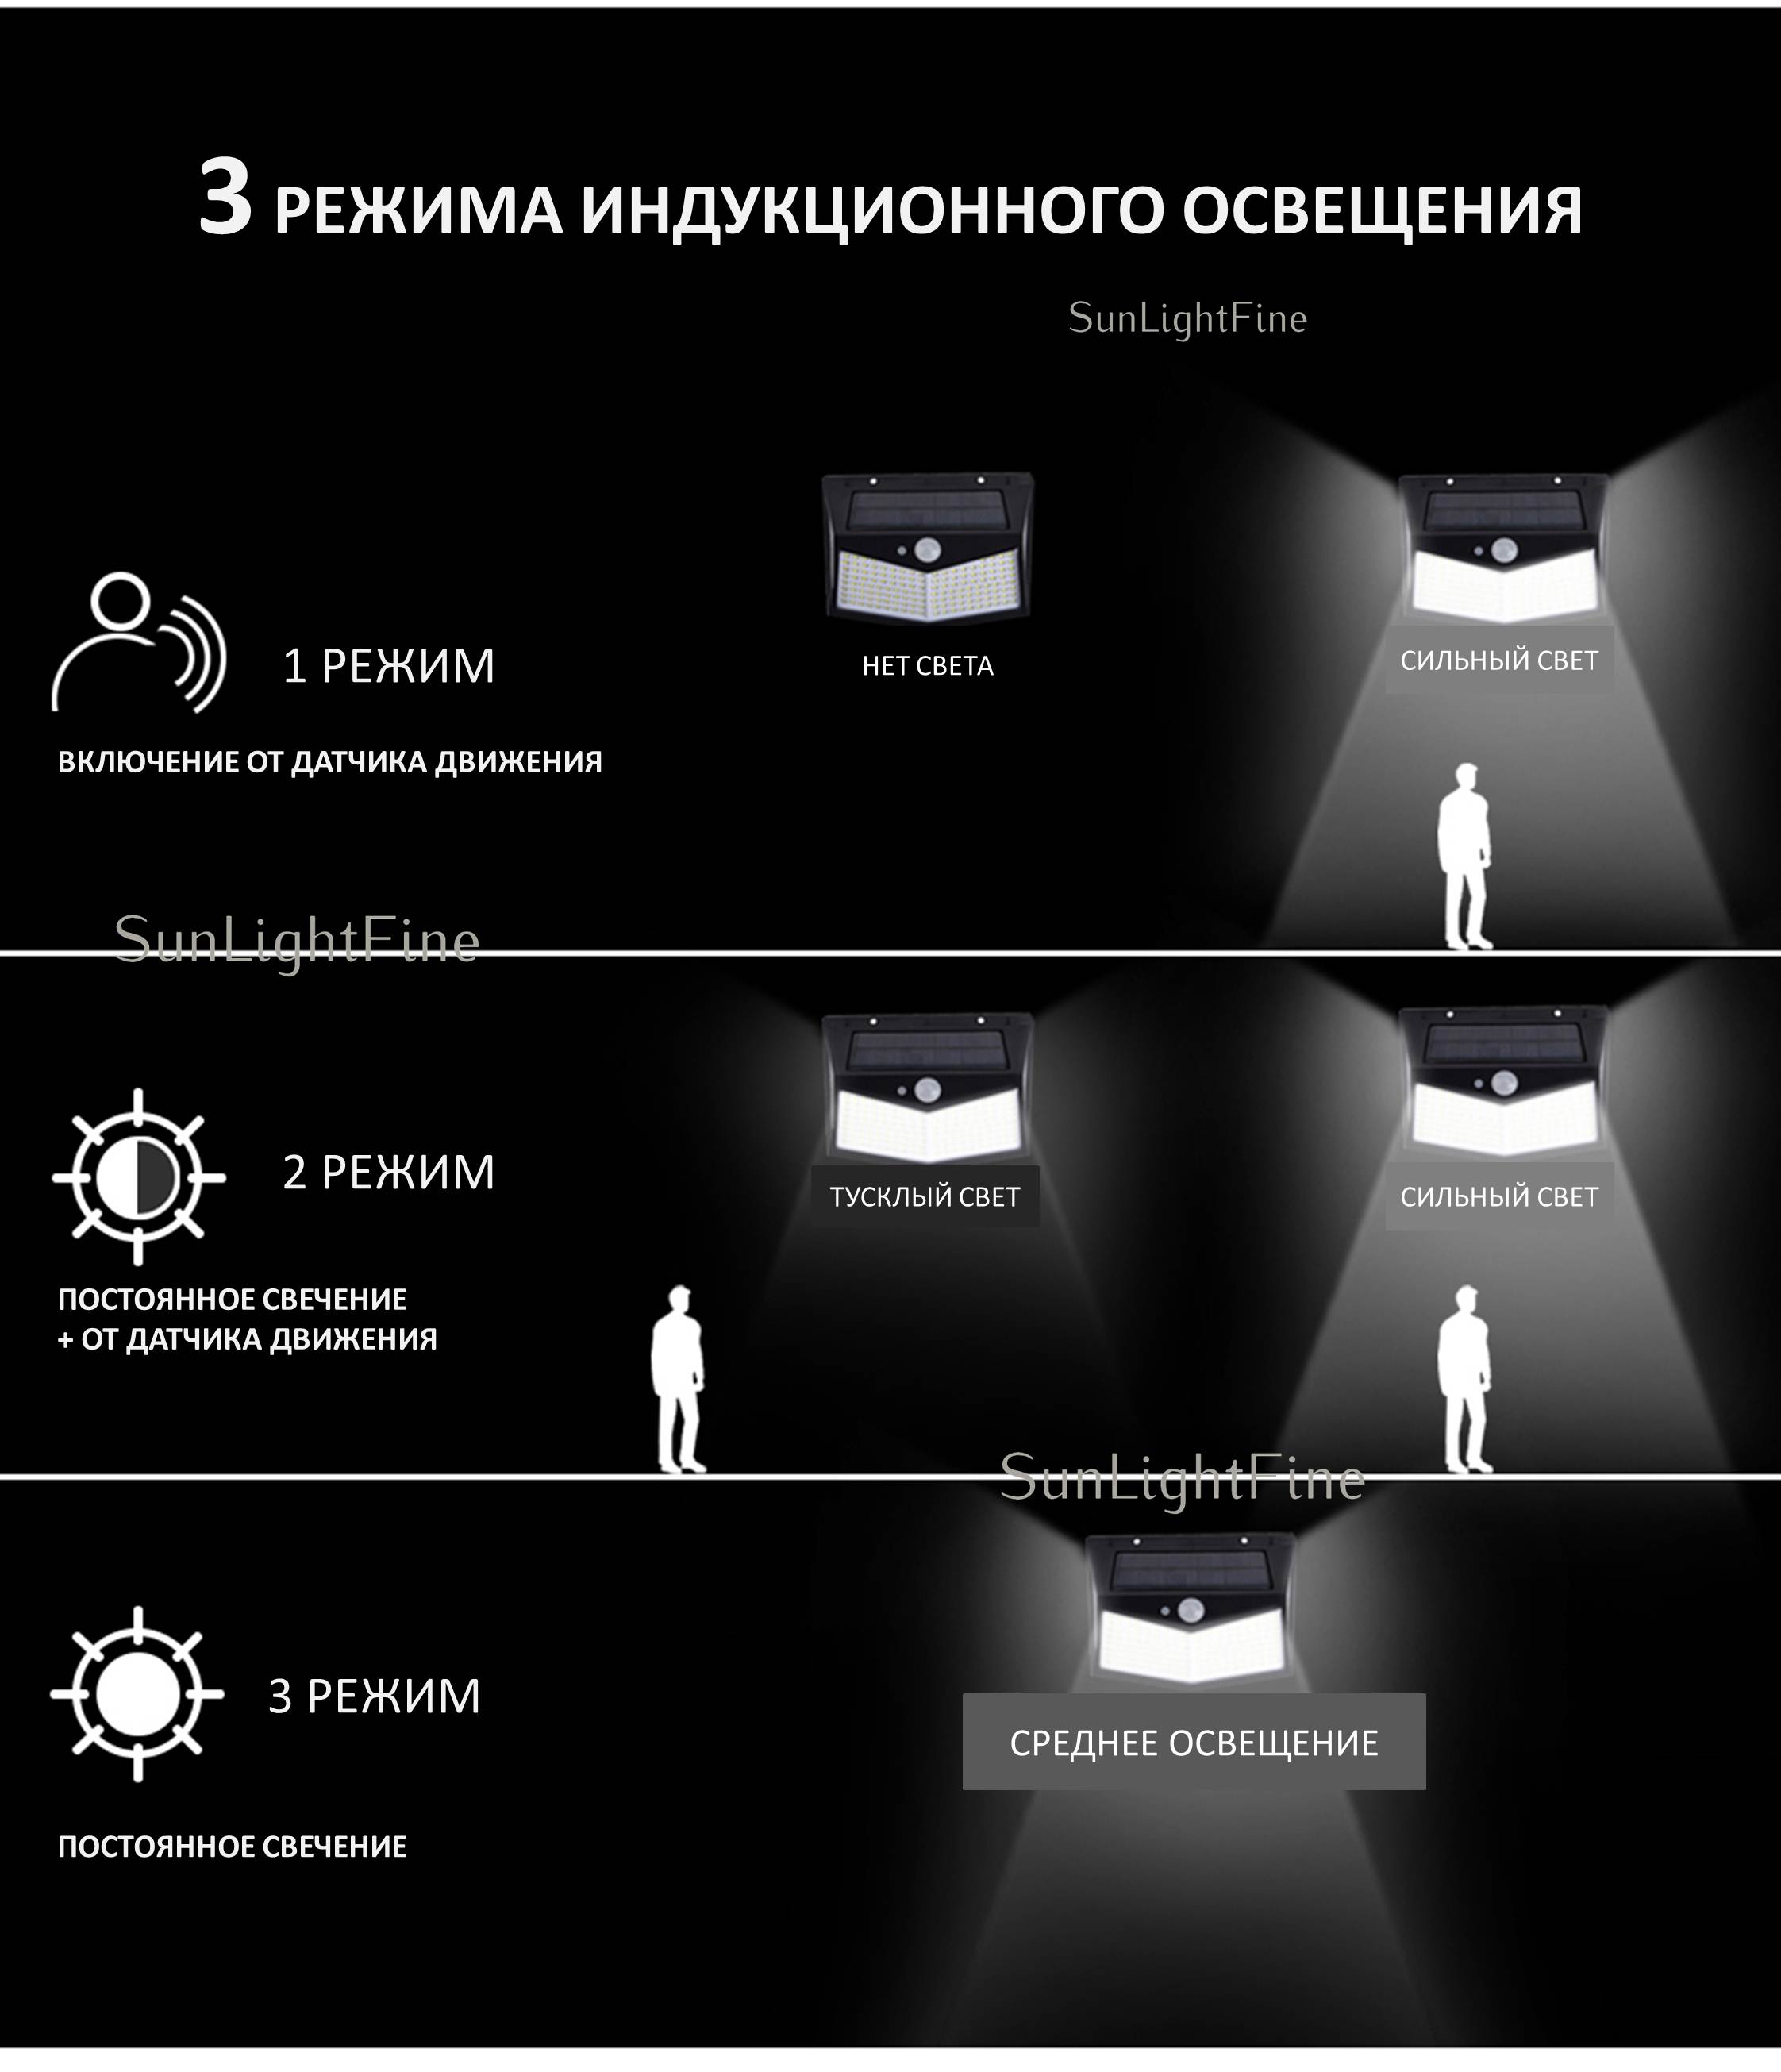 3 РЕЖИМА ИНДУКЦИОННОГО ОСВЕЩЕНИЯ
SunLightFine
1 РЕЖИМ
НЕТ СВЕТА
СИЛЬНЫЙ СВЕТ
ВКЛЮЧЕНИЕ ОТ ДАТЧИКА ДВИЖЕНИЯ
SunLightFine
2 РЕЖИМ
ТУСКЛЫЙ СВЕТ
СИЛЬНЫЙ СВЕТ
ПОСТОЯННОЕ СВЕЧЕНИЕ
+ ОТ ДАТЧИКА ДВИЖЕНИЯ
SunLightFine
3 РЕЖИМ
СРЕДНЕЕ ОСВЕЩЕНИЕ
ПОСТОЯННОЕ СВЕЧЕНИЕ